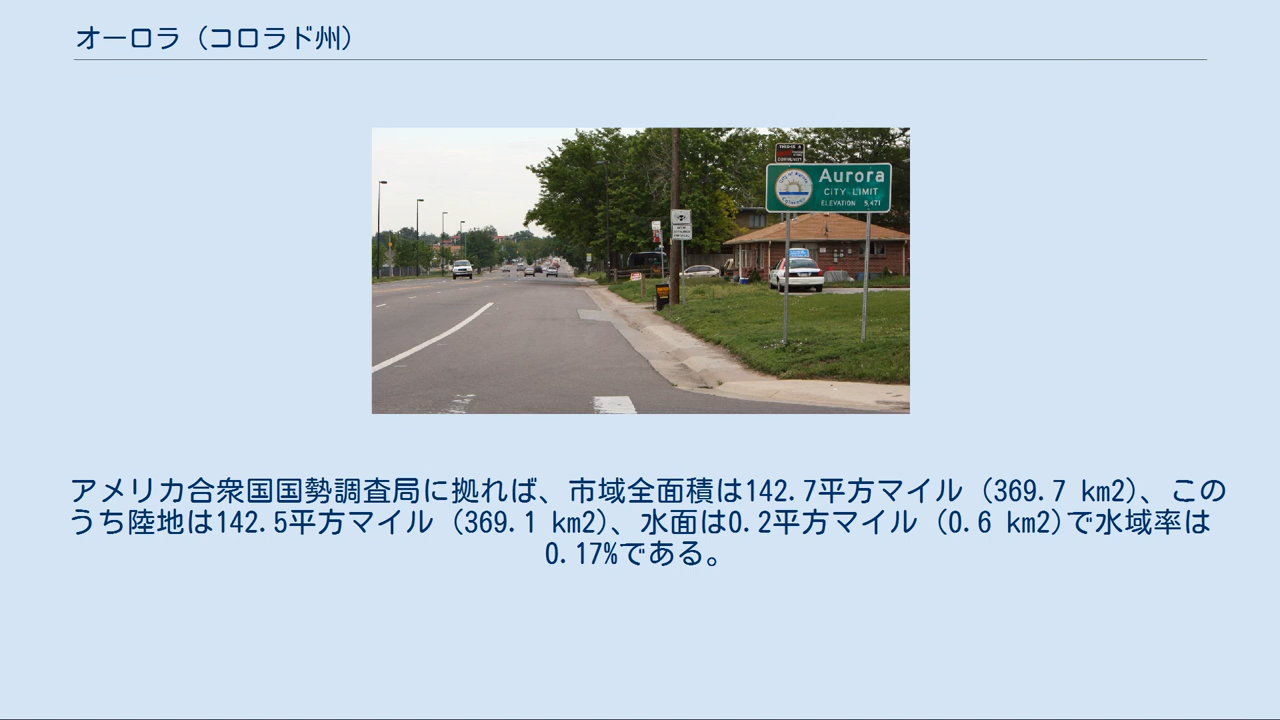 オーロラ（コロラド州）
THIS IS A
COMMUNITY
Aurora
CITY LIMIT
ELEVATION 5,471
アメリカ合衆国国勢調査局に拠れば、市域全面積は142.7平方マイル（369.7 km2）、この
うち陸地は142.5平方マイル（369.1 km2）、水面は0.2平方マイル（0.6 km2）で水域率は
0.17%である。